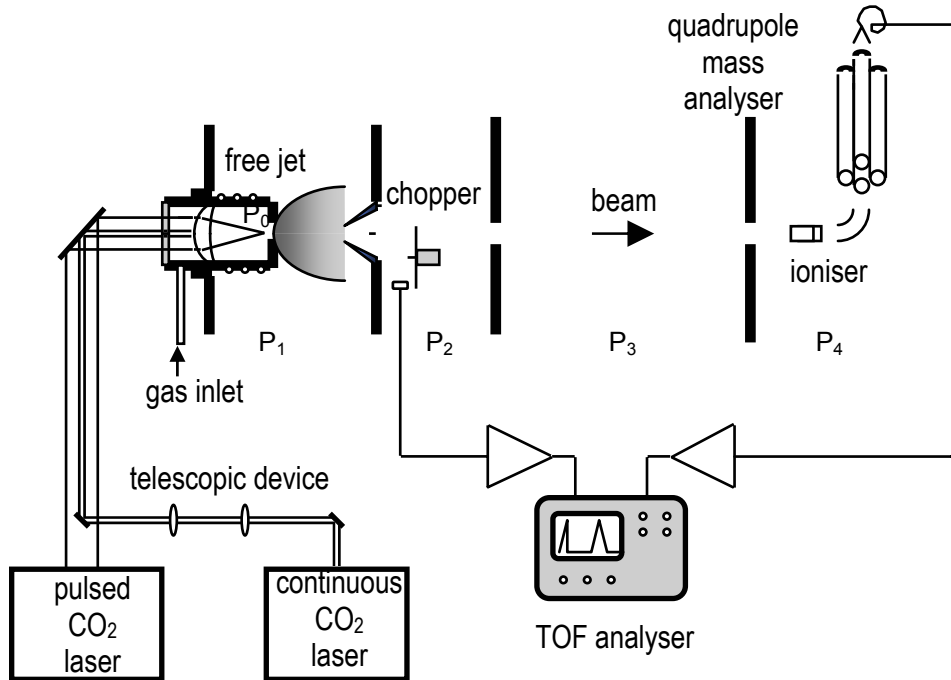 quadrupole
mass
analyser
free jet
chopper
P₀
beam
ioniser
P₁
P₂
P₃
P₄
gas inlet
telescopic device
pulsed
CO₂
laser
continuous
CO₂
laser
TOF analyser